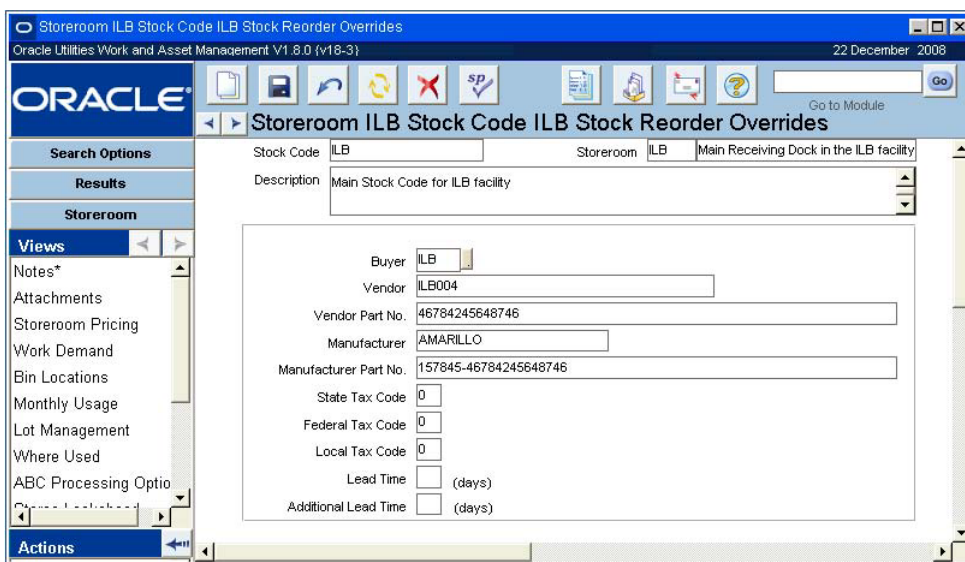 Storeroom ILB Stock Code ILB Stock Reorder Overrides
Oracle Utilities Work and Asset Management V1.8.0 {v18-3} 22 December 2008
ORACLE®
sp
Go
Go to Module
Storeroom ILB Stock Code ILB Stock Reorder Overrides
Search Options
Results
Storeroom
Views
Notes*
Attachments
Storeroom Pricing
Work Demand
Bin Locations
Monthly Usage
Lot Management
Where Used
ABC Processing Optio
Actions
Stock Code ILB Storeroom ILB Main Receiving Dock in the ILB facility
Description Main Stock Code for ILB facility
Buyer ILB
Vendor ILB004
Vendor Part No. 46784245648746
Manufacturer AMARILLO
Manufacturer Part No. 157845-46784245648746
State Tax Code 0
Federal Tax Code 0
Local Tax Code 0
Lead Time (days)
Additional Lead Time (days)